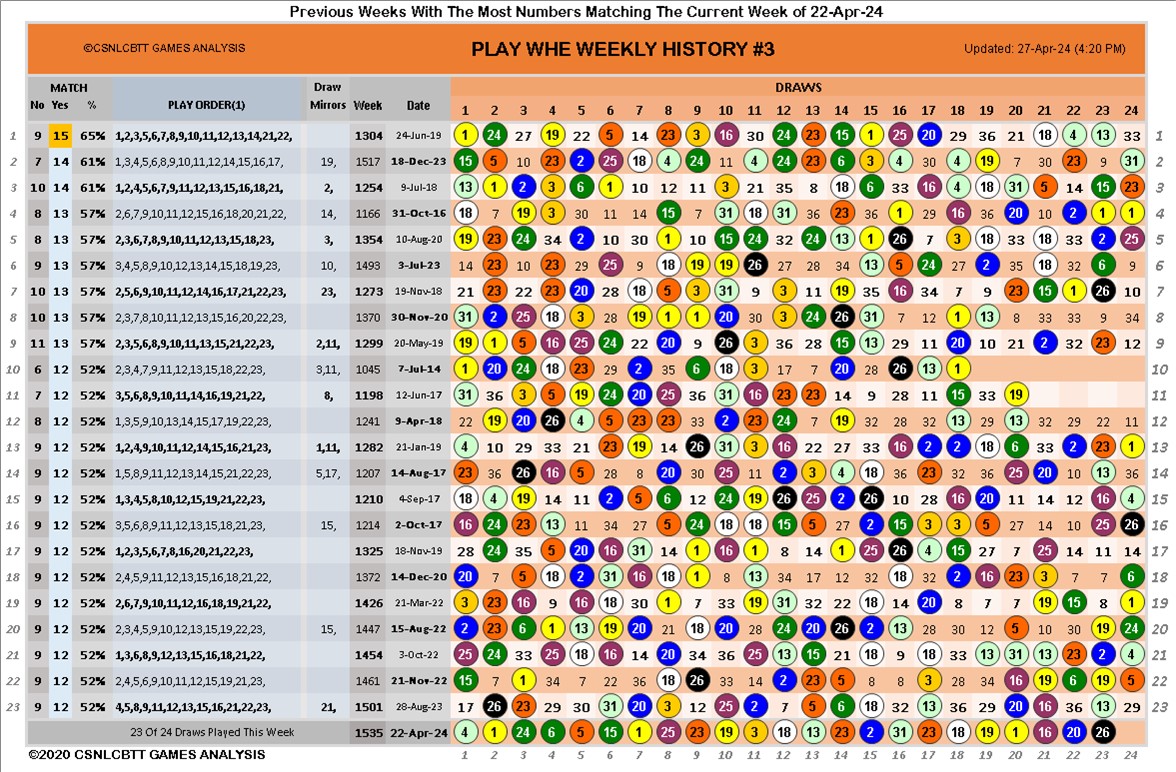 Previous Weeks With The Most Numbers Matching The Current Week of 22-Apr-24
©CSNLCBTT GAMES ANALYSIS PLAY WHE WEEKLY HISTORY #3 Updated: 27-Apr-24 (4:20 PM)
MATCH Draw DRAWS
No Yes % PLAY ORDER(1) Mirrors Week Date 1 2 3 4 5 6 7 8 9 10 11 12 13 14 15 16 17 18 19 20 21 22 23 24
1 9 15 65% 1,2,3,5,6,7,8,9,10,11,12,13,14,21,22, 1304 24-Jun-19 1 24 27 19 22 5 14 23 3 16 30 24 23 15 1 25 20 29 36 21 18 4 13 33 1
2 7 14 61% 1,3,4,5,6,8,9,10,11,12,14,15,16,17, 19, 1517 18-Dec-23 15 5 10 23 2 25 18 4 24 11 4 24 23 6 3 4 30 4 19 7 30 23 9 31 2
3 10 14 61% 1,2,4,5,6,7,9,11,12,13,15,16,18,21, 2, 1254 9-Jul-18 13 1 2 3 6 1 10 12 11 3 21 35 8 18 6 33 16 4 18 31 5 14 15 23 3
4 8 13 57% 2,6,7,9,10,11,12,15,16,18,20,21,22, 14, 1166 31-Oct-16 18 7 19 3 30 11 14 15 7 31 18 31 36 23 36 1 29 16 36 20 10 2 1 1 4
5 8 13 57% 2,3,6,7,8,9,10,11,12,13,15,18,23, 3, 1354 10-Aug-20 19 23 24 34 2 10 30 1 10 15 24 32 24 13 1 26 7 3 18 33 18 33 2 25 5
6 9 13 57% 3,4,5,8,9,10,12,13,14,15,18,19,23, 10, 1493 3-Jul-23 14 23 10 23 29 25 9 18 19 19 26 27 28 34 13 5 24 27 2 35 18 32 6 9 6
7 10 13 57% 2,5,6,9,10,11,12,14,16,17,21,22,23, 23, 1273 19-Nov-18 21 23 22 23 20 28 18 5 3 31 9 3 11 19 35 16 34 7 9 23 15 1 26 10 7
8 10 13 57% 2,3,7,8,10,11,12,13,15,16,20,22,23, 1370 30-Nov-20 31 2 25 18 3 28 19 1 1 20 30 3 24 26 31 7 12 1 13 8 33 33 9 34 8
9 11 13 57% 2,3,5,6,8,9,10,11,13,15,21,22,23, 2,11, 1299 20-May-19 19 1 5 16 25 24 22 20 9 26 3 36 28 15 13 29 11 20 10 21 2 21 23 12 9
10 6 12 52% 2,3,4,7,9,11,12,13,15,18,22,23, 3,11, 1045 7-Jul-14 1 20 24 18 23 29 2 35 6 18 3 17 7 20 28 26 13 1 10
11 7 12 52% 3,5,6,8,9,10,11,14,16,19,21,22, 8, 1198 12-Jun-17 31 36 3 5 19 24 20 25 36 31 16 23 23 14 9 28 11 15 33 19 11
12 8 12 52% 1,3,5,9,10,13,14,15,17,19,22,23, 1241 9-Apr-18 22 19 20 26 4 5 23 23 33 2 23 24 7 19 32 28 32 13 29 13 32 29 22 11 12
13 9 12 52% 1,2,4,9,10,11,12,13,14,15,16,21,23, 1,11, 1282 21-Jan-19 4 10 29 33 21 23 19 14 26 31 3 16 22 27 33 16 2 2 18 6 33 2 23 1 13
14 9 12 52% 1,5,8,9,11,12,13,14,15,21,22,23, 5,17, 1207 14-Aug-17 23 36 26 16 5 28 8 20 30 25 11 2 3 4 18 36 23 32 36 25 20 10 13 36 14
15 9 12 52% 1,3,4,5,8,10,12,15,19,21,22,23, 1210 4-Sep-17 18 4 19 14 11 2 5 6 12 24 19 26 25 2 26 10 28 16 20 11 14 12 16 4 15
16 9 12 52% 3,5,6,8,9,11,12,13,15,18,21,23, 15, 1214 2-Oct-17 16 24 23 13 11 34 27 5 24 18 18 15 5 27 2 15 3 3 5 27 14 10 25 26 16
17 9 12 52% 1,2,3,5,6,7,8,16,20,21,22,23, 1325 18-Nov-19 28 24 35 5 20 16 31 14 1 16 1 8 14 1 25 26 4 15 27 7 25 14 11 14 17
18 9 12 52% 2,4,5,9,11,12,13,15,16,18,21,22, 1372 14-Dec-20 20 7 5 18 2 31 16 18 1 8 13 34 17 12 32 18 32 2 16 23 3 7 7 6 18
19 9 12 52% 2,6,7,9,10,11,12,16,18,19,21,22, 1426 21-Mar-22 3 23 16 9 16 18 30 1 7 33 19 31 32 22 18 14 20 8 7 7 19 15 8 1 19
20 9 12 52% 2,3,4,5,9,10,12,13,15,19,22,23, 15, 1447 15-Aug-22 2 23 6 1 13 19 20 21 18 20 28 24 20 26 2 13 28 30 12 5 10 30 19 24 20
21 9 12 52% 1,3,6,8,9,12,13,15,16,18,21,22, 1454 3-Oct-22 25 24 33 25 18 16 14 20 34 36 25 13 15 21 18 9 18 33 13 31 13 23 2 4 21
22 9 12 52% 2,4,5,6,9,10,11,12,15,19,21,22, 1461 21-Nov-22 15 7 1 34 7 22 36 18 26 33 14 2 23 5 8 8 3 28 34 16 19 6 19 5 22
23 9 12 52% 4,5,8,9,11,12,15,16,21,22,23, 21, 1501 28-Aug-23 17 26 23 29 30 31 20 3 12 25 2 7 5 6 18 32 13 36 29 20 16 36 13 29 23
23 Of 24 Draws Played This Week 1535 22-Apr-24 4 1 24 6 5 15 1 25 23 19 3 18 13 5 2 31 23 18 19 1 16 20 26
©2020 CSNLCBTT GAMES ANALYSIS 1 2 3 4 5 6 7 8 9 10 11 12 13 14 15 16 17 18 19 20 21 22 23 24